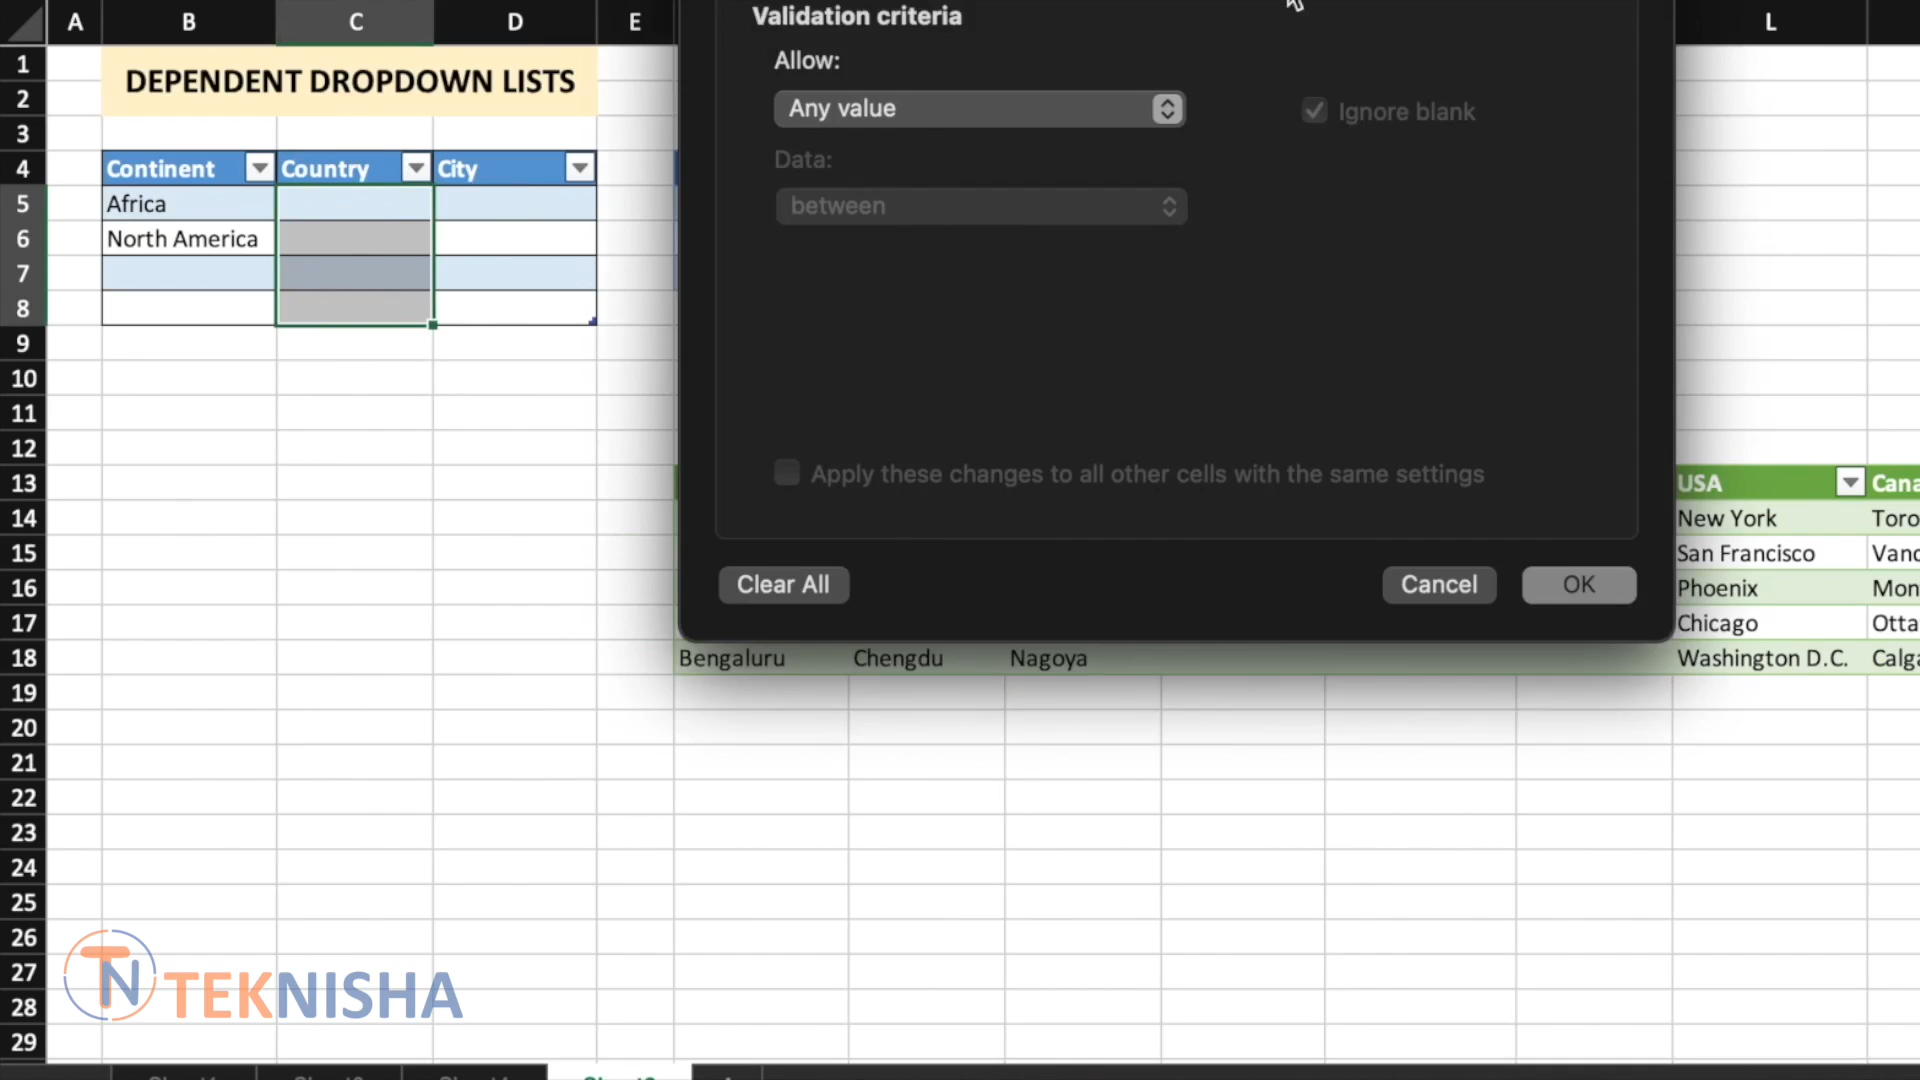 A B C D E L
1
2
3
4
5
6
7
8
9
10
11
12
13
14
15
16
17
18
19
20
21
22
23
24
25
26
27
28
29
DEPENDENT DROPDOWN LISTS
Continent Country City
Africa
North America
Validation criteria
Allow:
Any value
Ignore blank
Data:
between
Apply these changes to all other cells with the same settings
Clear All Cancel OK
USA
New York
San Francisco
Phoenix
Chicago
Bengaluru Chengdu Nagoya Washington D.C.
TN TEKNISHA